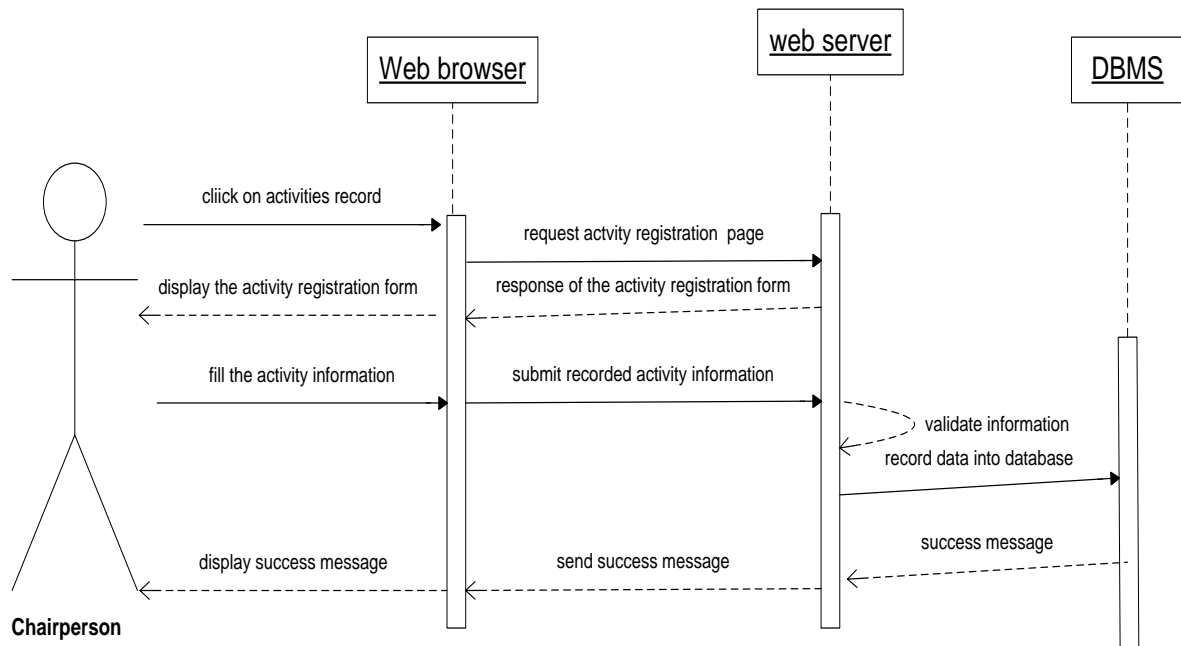 web server
Web browser
DBMS
cliick on activities record
request actvity registration page
response of the activity registration form
display the activity registration form
fill the activity information
submit recorded activity information
validate information
record data into database
success message
send success message
display success message
Chairperson